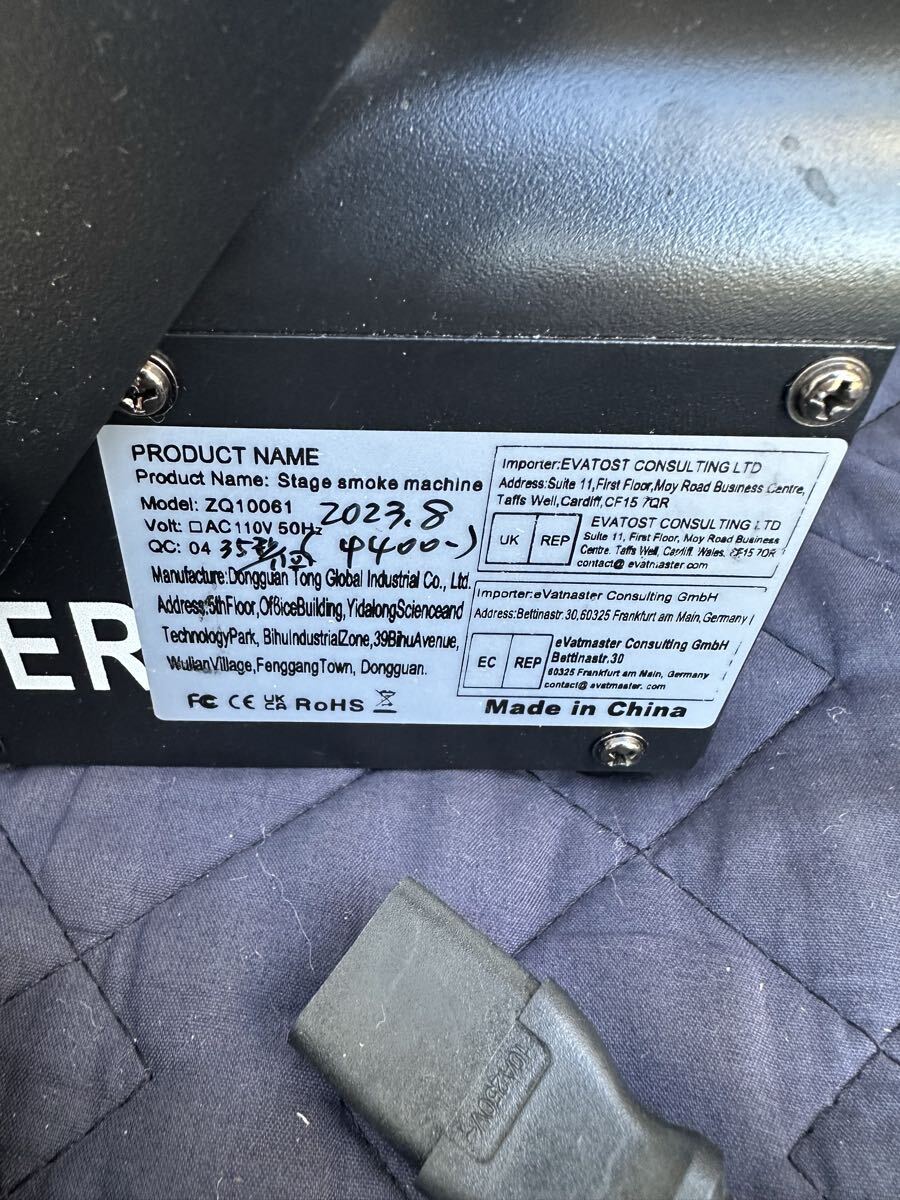 PRODUCT NAME
Product Name: Stage smoke machine
Model: ZQ10061
Volt: □AC110V 50Hz
2023.8
QC: 04
(4400-)
Manufacture:Dongguan Tong Global Industrial Co., Ltd.
Address:5thFloor,Of8iceBuilding,YidalongScienceand
TechnologyPark, BihuIndustrialZone,39BihuAvenue,
WulianVillage,FenggangTown, Dongguan.
FC CE UK CA RoHS
Importer:EVATOST CONSULTING LTD
Address:Suite 11,First Floor,Moy Road Business Centre,
Taffs Well,Cardiff,CF15 7QR
UK REP
EVATOST CONSULTING LTD
Suite 11, First Floor, Moy Road Business
Centre. Taffs Well, Cardiff, Wales, CF15 7QR
contact@evatmaster.com
Importer:eVatnaster Consulting GmbH
Address:Bettinastr.30,60325 Frankfurt am Main,Germany
EC REP
eVatmaster Consulting GmbH
Bettinastr.30
60325 Frankfurt am Main, Germany
contact@evatmaster.com
Made in China
ER
10A250V~